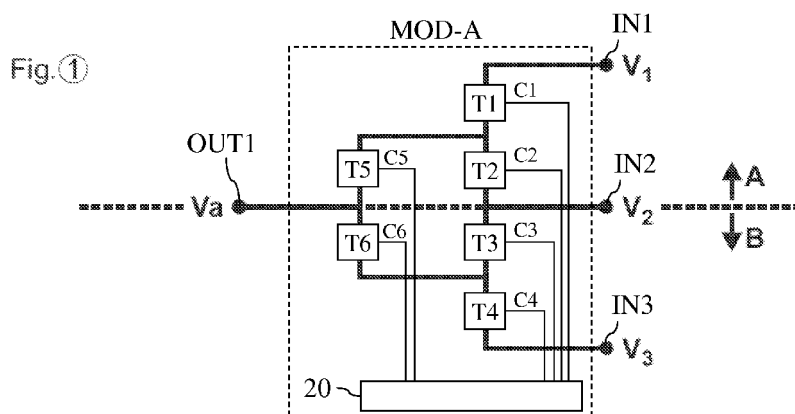 Fig.①
MOD-A
IN1
V₁
T1
C1
OUT1
T5
C5
T2
C2
IN2
A
Va
V₂
B
T6
C6
T3
C3
T4
C4
IN3
V₃
20